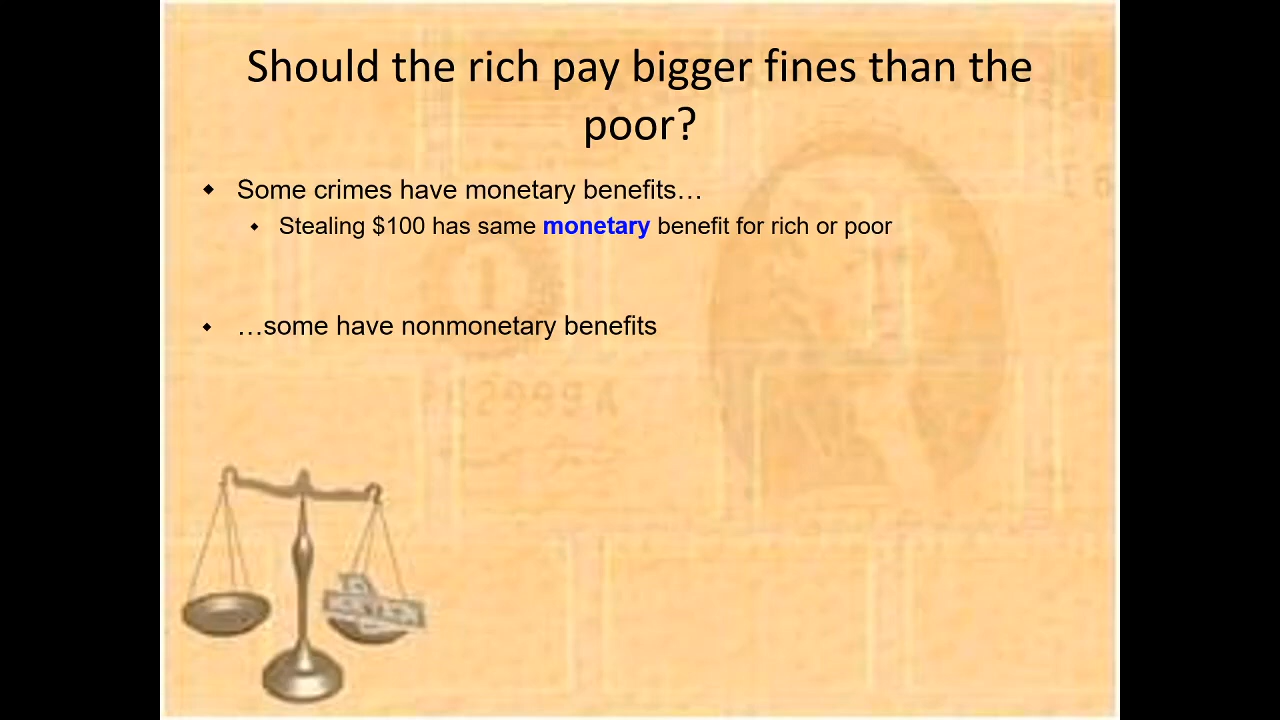 Should the rich pay bigger fines than the
poor?
Some crimes have monetary benefits…
Stealing $100 has same monetary benefit for rich or poor
…some have nonmonetary benefits